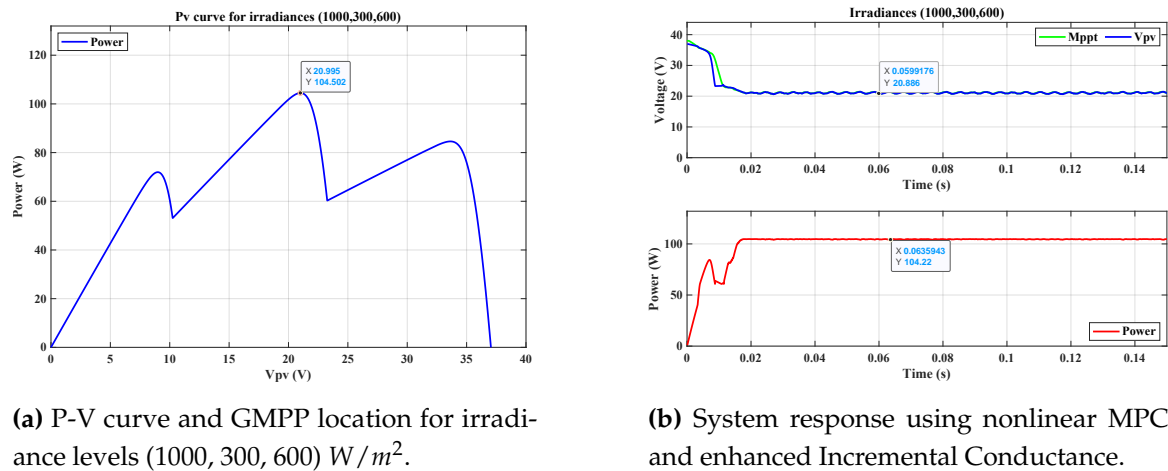 Pv curve for irradiances (1000,300,600)
Power
X 20.995
Y 104.502
Power (W)
120
100
80
60
40
20
0
0 5 10 15 20 25 30 35 40
Vpv (V)
(a) P-V curve and GMPP location for irradi-
ance levels (1000, 300, 600) W/m².
Irradiances (1000,300,600)
Mppt Vpv
X 0.0599176
Y 20.886
Voltage (V)
40
20
0
0 0.02 0.04 0.06 0.08 0.1 0.12 0.14
Time (s)
X 0.0635943
Y 104.22
Power
Power (W)
100
50
0
0 0.02 0.04 0.06 0.08 0.1 0.12 0.14
Time (s)
(b) System response using nonlinear MPC
and enhanced Incremental Conductance.